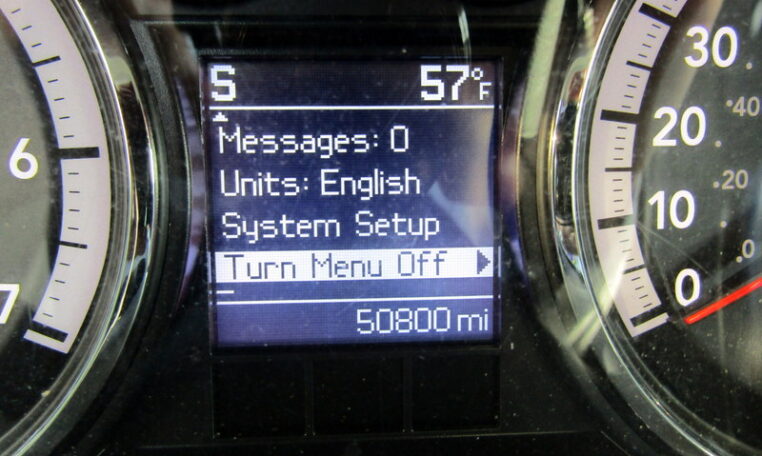 S 57°F
Messages: 0
Units: English
System Setup
Turn Menu Off
50800 mi
6
7
30
40
20
20
10
0
0